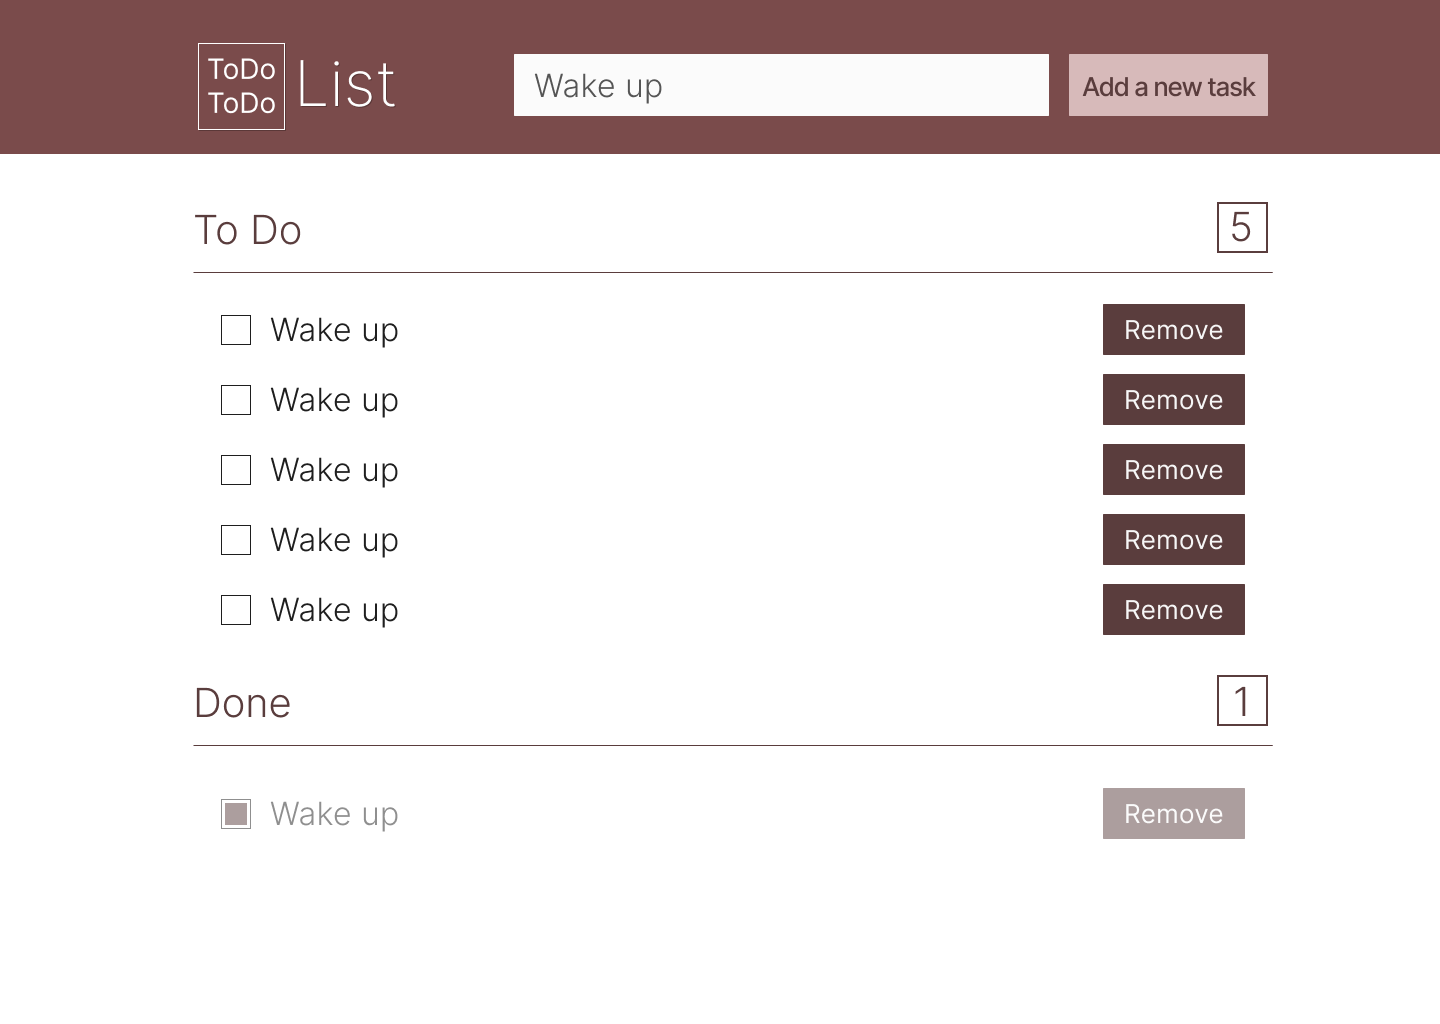 ToDo
ToDo
List
Wake up
Add a new task
To Do
5
Wake up
Remove
Wake up
Remove
Wake up
Remove
Wake up
Remove
Wake up
Remove
Done
1
Wake up
Remove